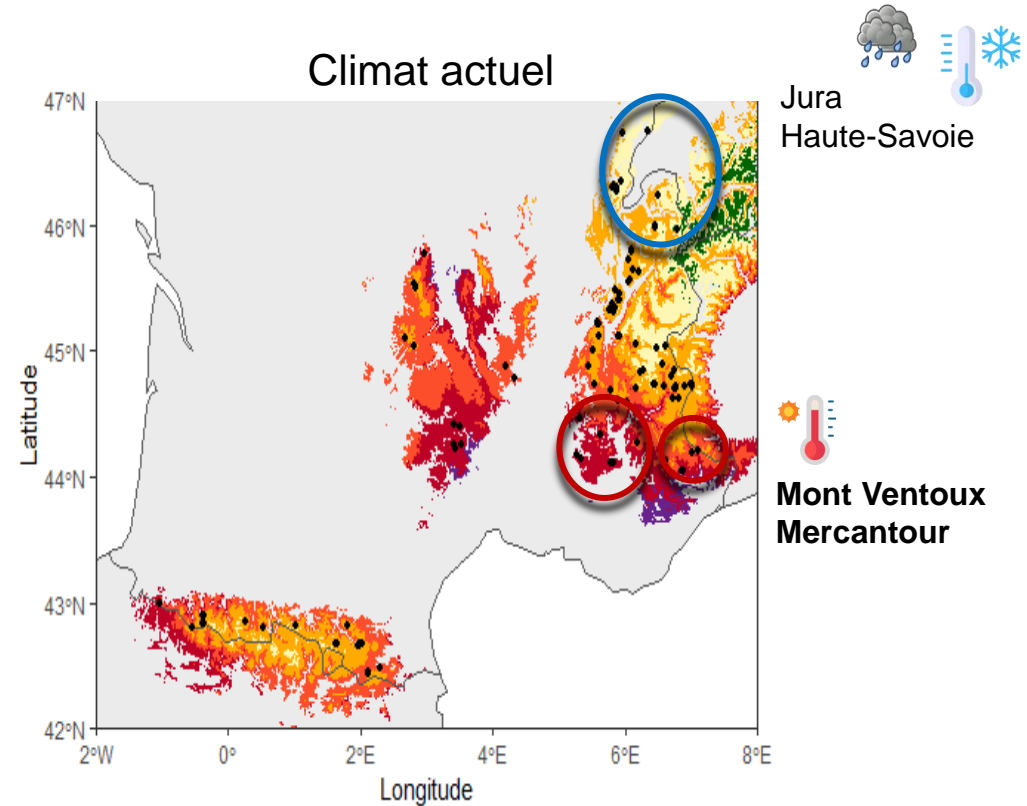 Climat actuel
Jura
Haute-Savoie
47°N
46°N
45°N
44°N
43°N
42°N
Latitude
2°W
0°
2°E
4°E
6°E
8°E
Longitude
Mont Ventoux
Mercantour